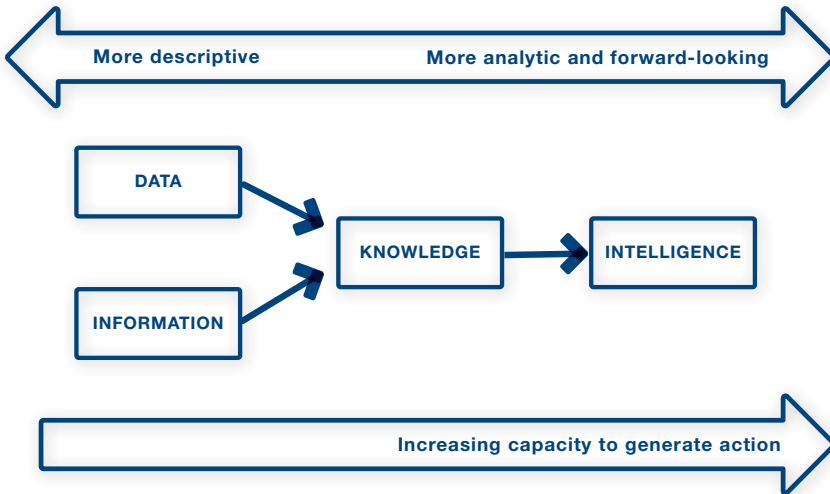 More descriptive
More analytic and forward-looking
DATA
KNOWLEDGE
INTELLIGENCE
INFORMATION
Increasing capacity to generate action